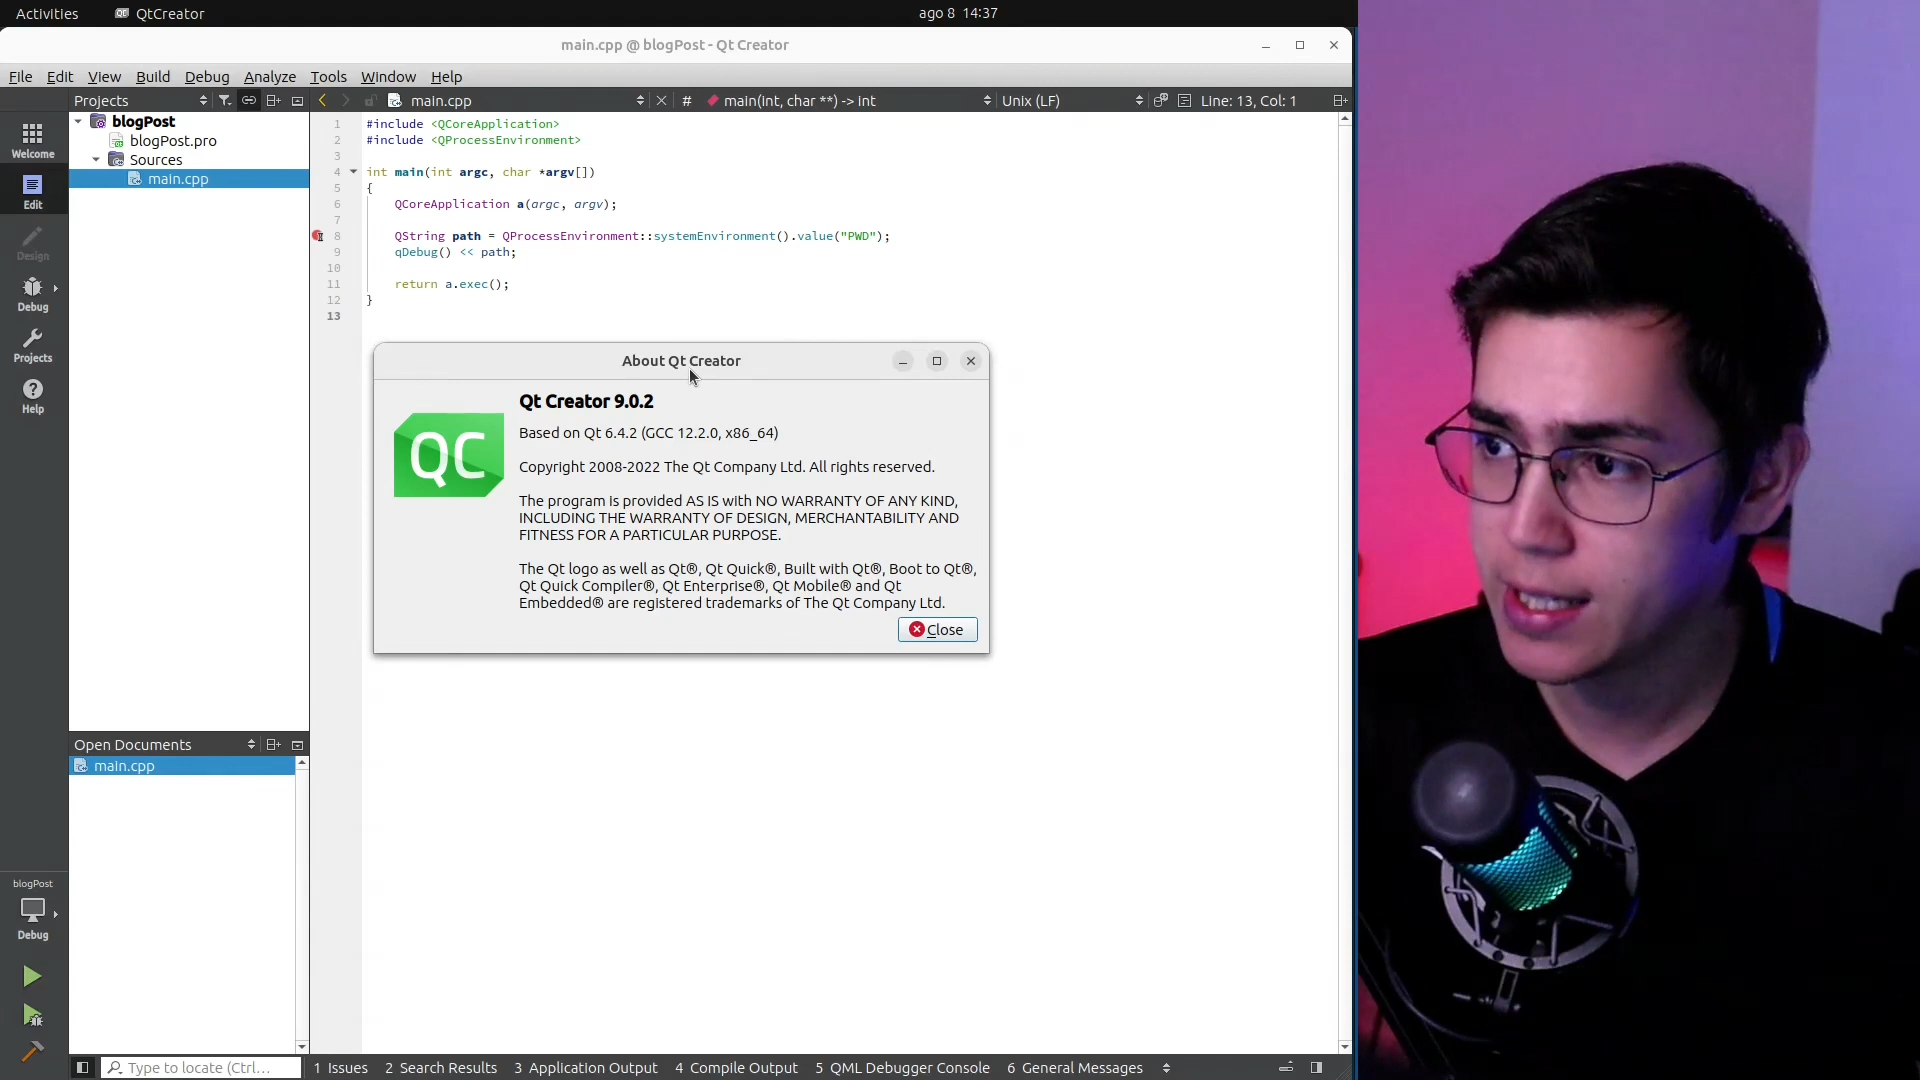 Activities
QtCreator
ago 8 14:37
main.cpp @ blogPost - Qt Creator
File Edit View Build Debug Analyze Tools Window Help
Projects
main.cpp
#
main(int, char **) -> int
Unix (LF)
Line: 13, Col: 1
blogPost
blogPost.pro
Sources
main.cpp
Welcome
Edit
Design
Debug
Projects
Help
1 #include <QCoreApplication>
2 #include <QProcessEnvironment>
3
4 int main(int argc, char *argv[])
5 {
6 QCoreApplication a(argc, argv);
7
8 QString path = QProcessEnvironment::systemEnvironment().value("PWD");
9 qDebug() << path;
10
11 return a.exec();
12 }
13
About Qt Creator
QC
Qt Creator 9.0.2
Based on Qt 6.4.2 (GCC 12.2.0, x86_64)
Copyright 2008-2022 The Qt Company Ltd. All rights reserved.
The program is provided AS IS with NO WARRANTY OF ANY KIND,
INCLUDING THE WARRANTY OF DESIGN, MERCHANTABILITY AND
FITNESS FOR A PARTICULAR PURPOSE.
The Qt logo as well as Qt®, Qt Quick®, Built with Qt®, Boot to Qt®,
Qt Quick Compiler®, Qt Enterprise®, Qt Mobile® and Qt
Embedded® are registered trademarks of The Qt Company Ltd.
Close
Open Documents
main.cpp
blogPost
Debug
Type to locate (Ctrl...
1 Issues
2 Search Results
3 Application Output
4 Compile Output
5 QML Debugger Console
6 General Messages